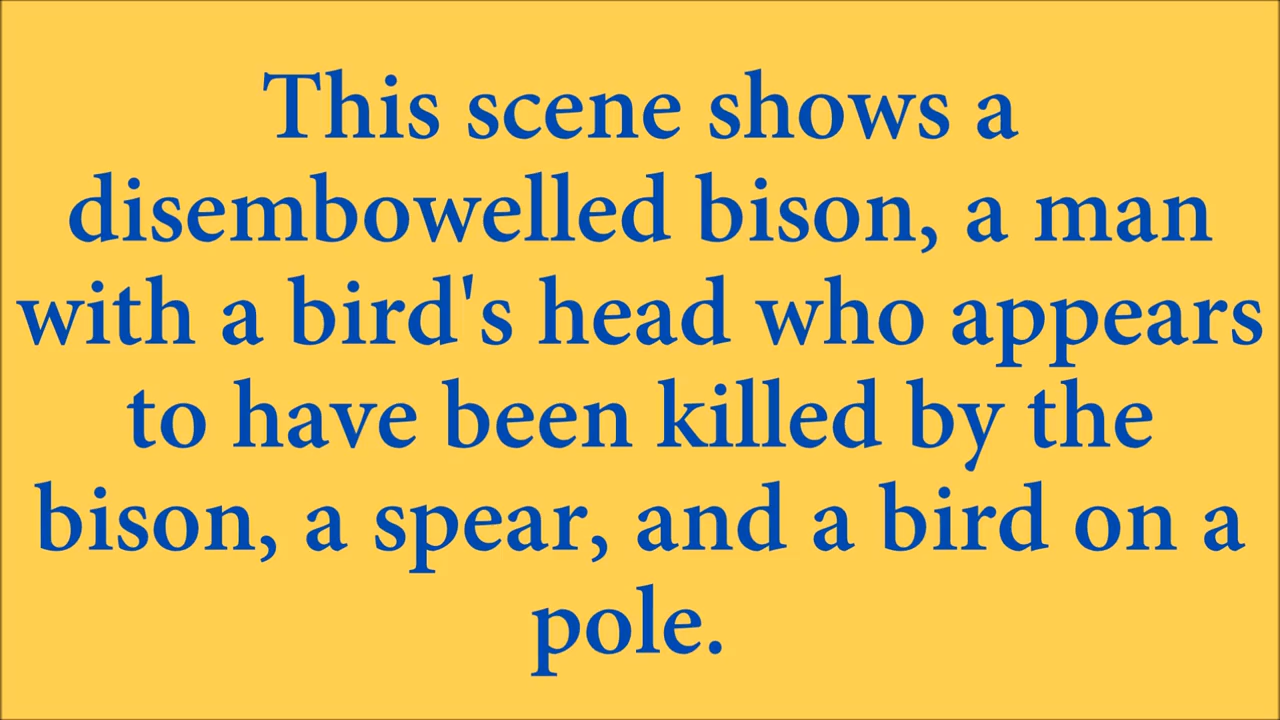 This scene shows a
disembowelled bison, a man
with a bird's head who appears
to have been killed by the
bison, a spear, and a bird on a
pole.